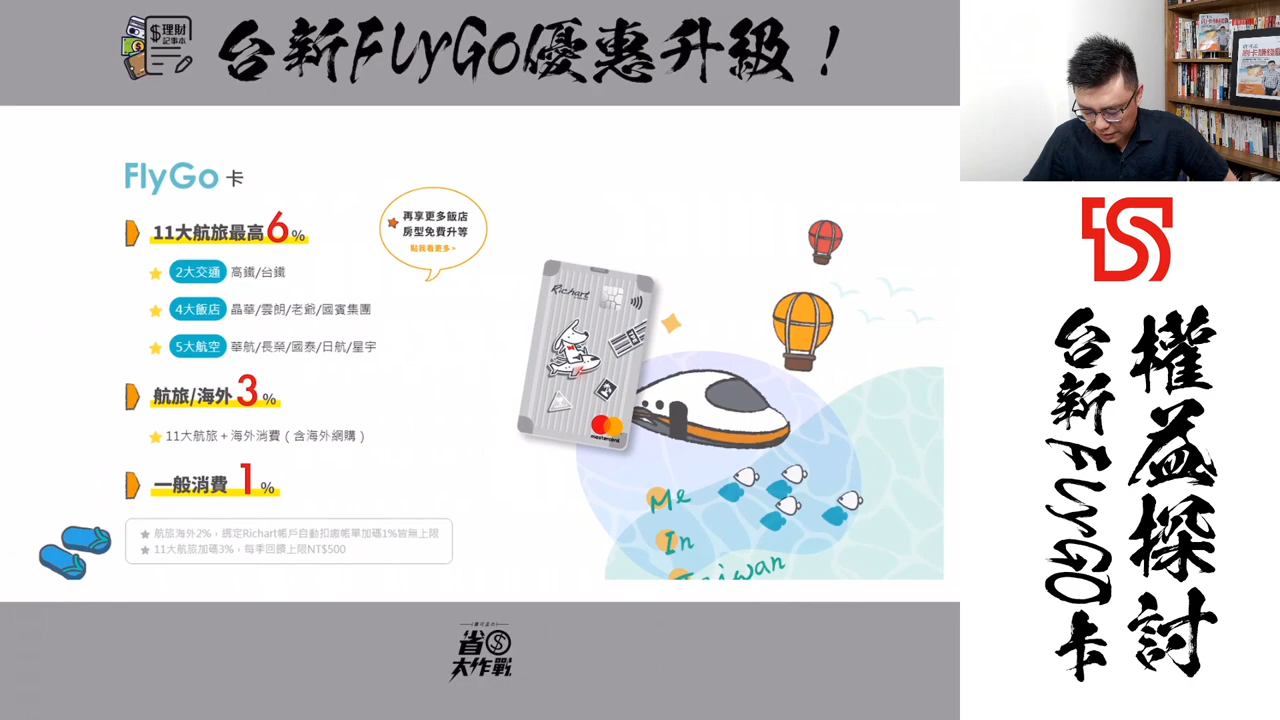 $理財
記事本
台新FlyGo優惠升級！
FlyGo卡
11大航旅最高6%
2大交通 高鐵/台鐵
4大飯店 晶華/雲朗/老爺/國賓集團
5大航空 華航/長榮/國泰/日航/星宇
航旅/海外3%
11大航旅＋海外消費（含海外網購）
一般消費1%
航旅海外2%，綁定Richart帳戶自動扣繳帳單加碼1%皆無上限
11大航旅加碼3%，每季回饋上限NT$500
再享更多飯店
房型免費升等
點我看更多>
Richart
mastercard
Me
In
Taiwan
省$
大作戰
權益探討
台新FlyGO卡